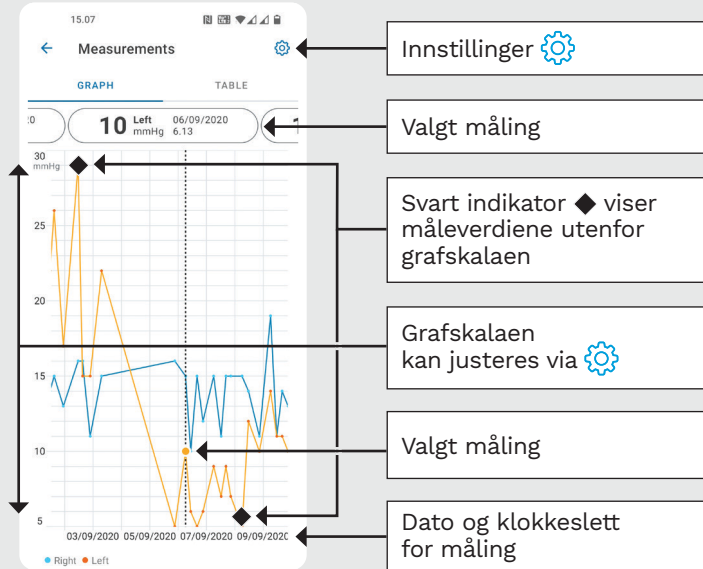 15.07
Measurements
GRAPH
TABLE
20
10 Left mmHg 06/09/2020 6.13
30
mmHg
25
20
15
10
5
03/09/2020 05/09/2020 07/09/2020 09/09/2020
Right Left
Innstillinger
Valgt måling
Svart indikator ◆ viser
måleverdiene utenfor
grafskalaen
Grafskalaen
kan justeres via
Valgt måling
Dato og klokkeslett
for måling